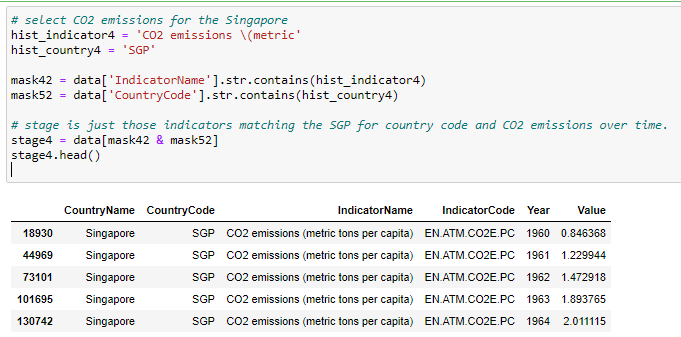 # select CO2 emissions for the Singapore
hist_indicator4 = 'CO2 emissions \(metric'
hist_country4 = 'SGP'
mask42 = data['IndicatorName'].str.contains(hist_indicator4)
mask52 = data['CountryCode'].str.contains(hist_country4)
# stage is just those indicators matching the SGP for country code and CO2 emissions over time.
stage4 = data[mask42 & mask52]
stage4.head()
CountryName CountryCode IndicatorName IndicatorCode Year Value
18930 Singapore SGP CO2 emissions (metric tons per capita) EN.ATM.CO2E.PC 1960 0.846368
44969 Singapore SGP CO2 emissions (metric tons per capita) EN.ATM.CO2E.PC 1961 1.229944
73101 Singapore SGP CO2 emissions (metric tons per capita) EN.ATM.CO2E.PC 1962 1.472918
101695 Singapore SGP CO2 emissions (metric tons per capita) EN.ATM.CO2E.PC 1963 1.893765
130742 Singapore SGP CO2 emissions (metric tons per capita) EN.ATM.CO2E.PC 1964 2.011115